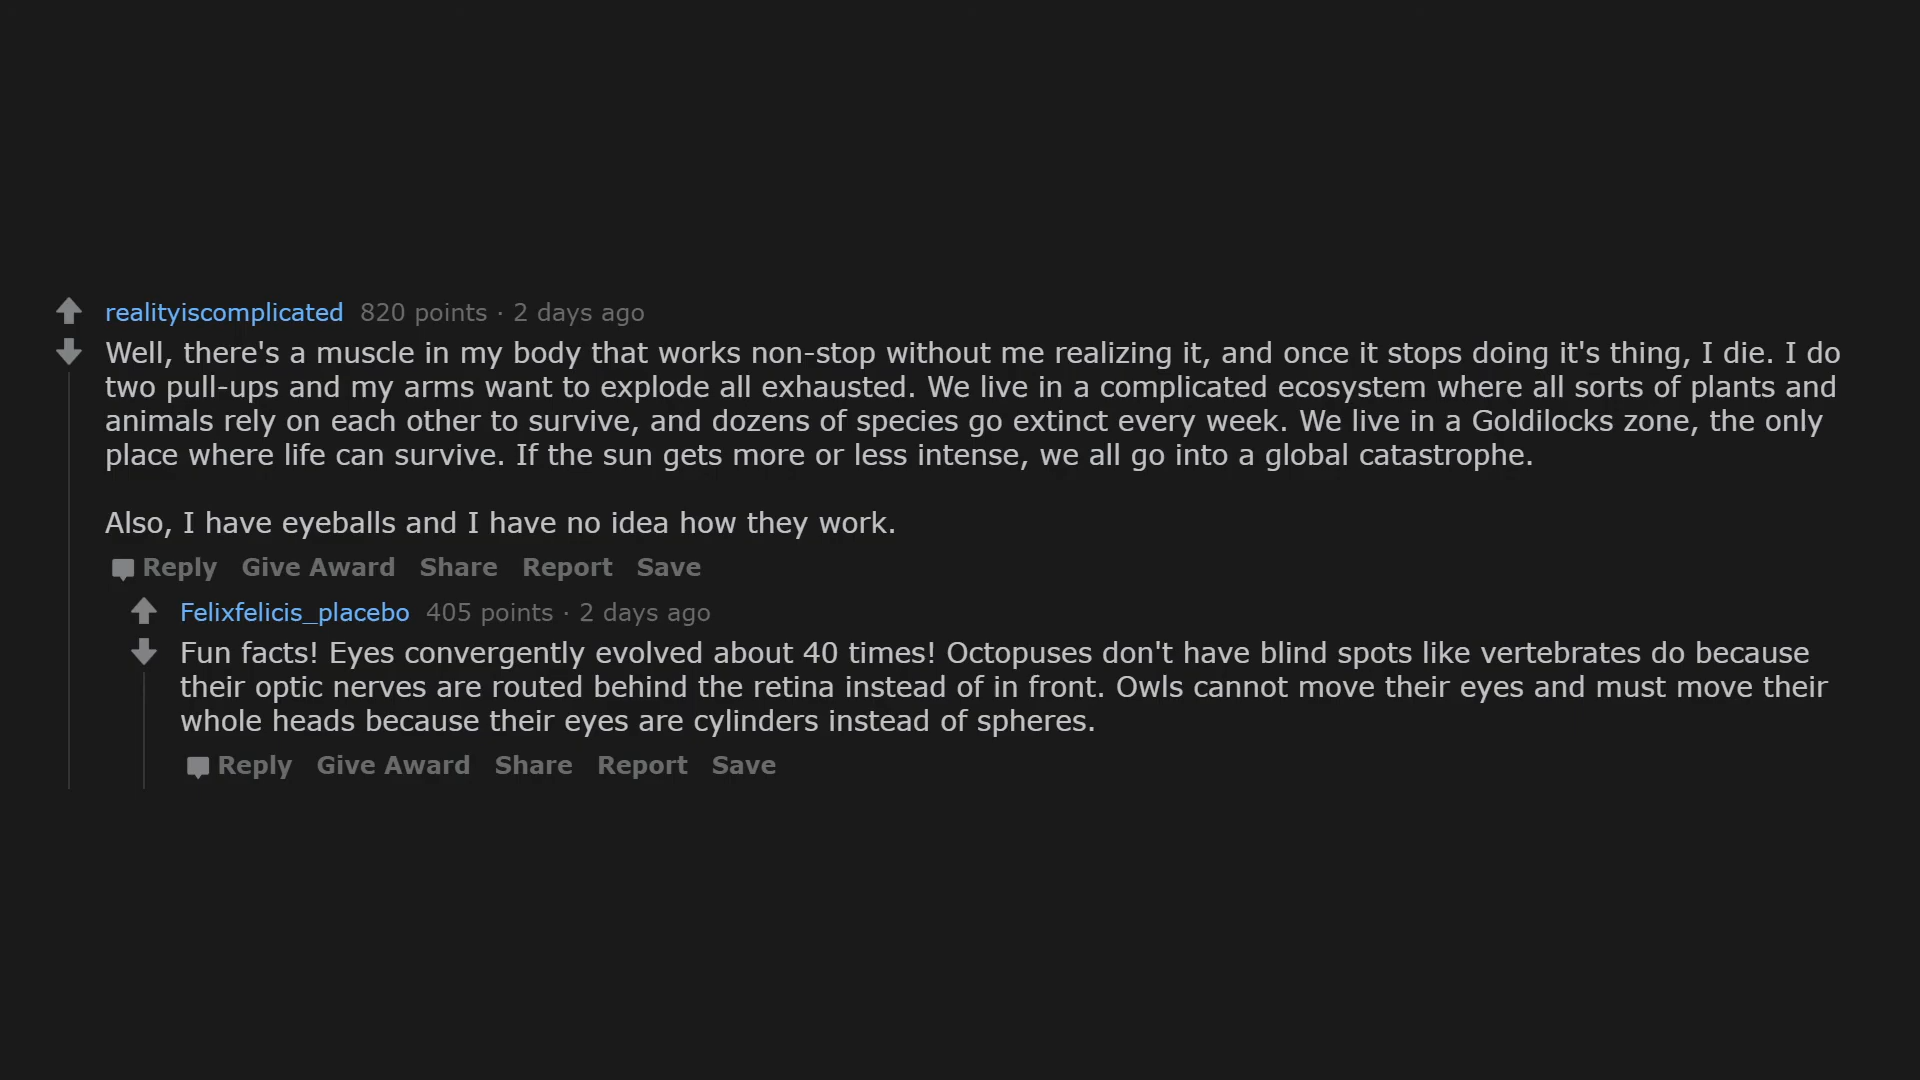 realityiscomplicated 820 points · 2 days ago
Well, there's a muscle in my body that works non-stop without me realizing it, and once it stops doing it's thing, I die. I do
two pull-ups and my arms want to explode all exhausted. We live in a complicated ecosystem where all sorts of plants and
animals rely on each other to survive, and dozens of species go extinct every week. We live in a Goldilocks zone, the only
place where life can survive. If the sun gets more or less intense, we all go into a global catastrophe.
Also, I have eyeballs and I have no idea how they work.
Reply Give Award Share Report Save
Felixfelicis_placebo 405 points · 2 days ago
Fun facts! Eyes convergently evolved about 40 times! Octopuses don't have blind spots like vertebrates do because
their optic nerves are routed behind the retina instead of in front. Owls cannot move their eyes and must move their
whole heads because their eyes are cylinders instead of spheres.
Reply Give Award Share Report Save